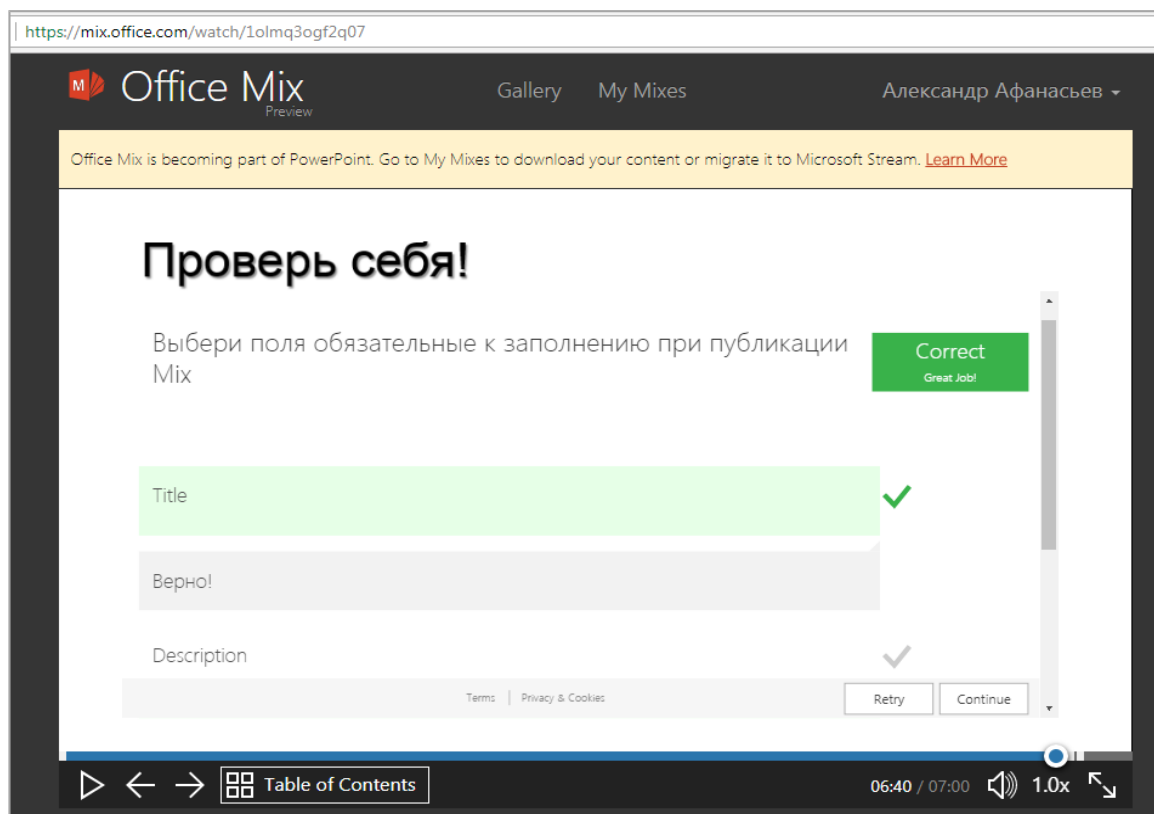 https://mix.office.com/watch/1olmq3ogf2q07
Office Mix
Preview
Gallery
My Mixes
Александр Афанасьев
Office Mix is becoming part of PowerPoint. Go to My Mixes to download your content or migrate it to Microsoft Stream. Learn More
Проверь себя!
Выбери поля обязательные к заполнению при публикации
Mix
Correct
Great Job!
Title
Верно!
Description
Terms | Privacy & Cookies
Retry
Continue
Table of Contents
06:40 / 07:00
1.0x